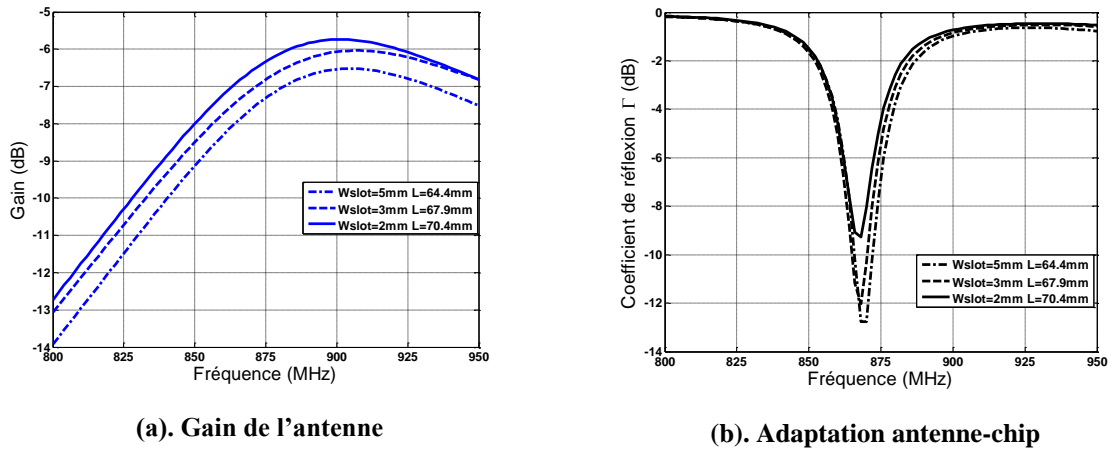 -5
-6
-7
-8
-9
-10
-11
-12
-13
-14
Gain (dB)
800 825 850 875 900 925 950
Fréquence (MHz)
Wslot=5mm L=64.4mm
Wslot=3mm L=67.9mm
Wslot=2mm L=70.4mm
(a). Gain de l’antenne
0
-2
-4
-6
-8
-10
-12
-14
Coefficient de réflexion Γ (dB)
800 825 850 875 900 925 950
Fréquence (MHz)
Wslot=5mm L=64.4mm
Wslot=3mm L=67.9mm
Wslot=2mm L=70.4mm
(b). Adaptation antenne-chip